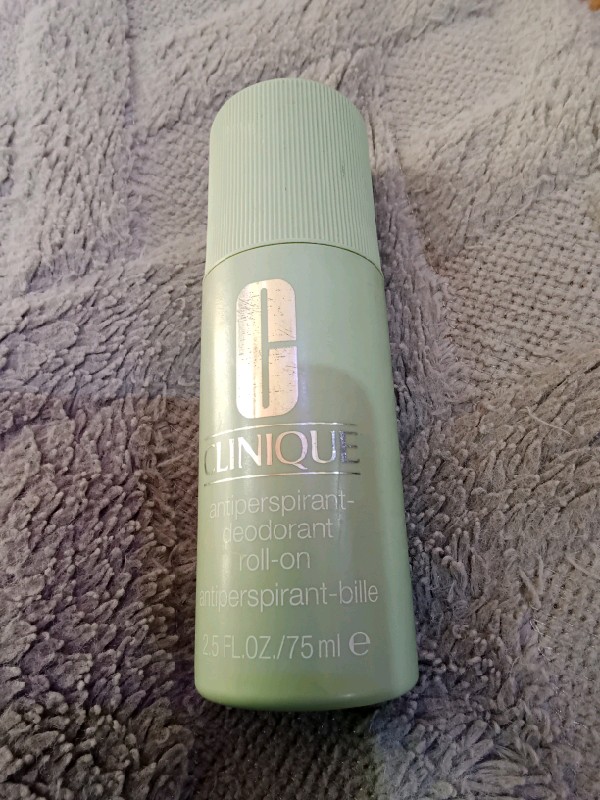 C
CLINIQUE
antiperspirant-
deodorant
roll-on
antiperspirant-bille
2.5 FL.OZ./75 ml ℮